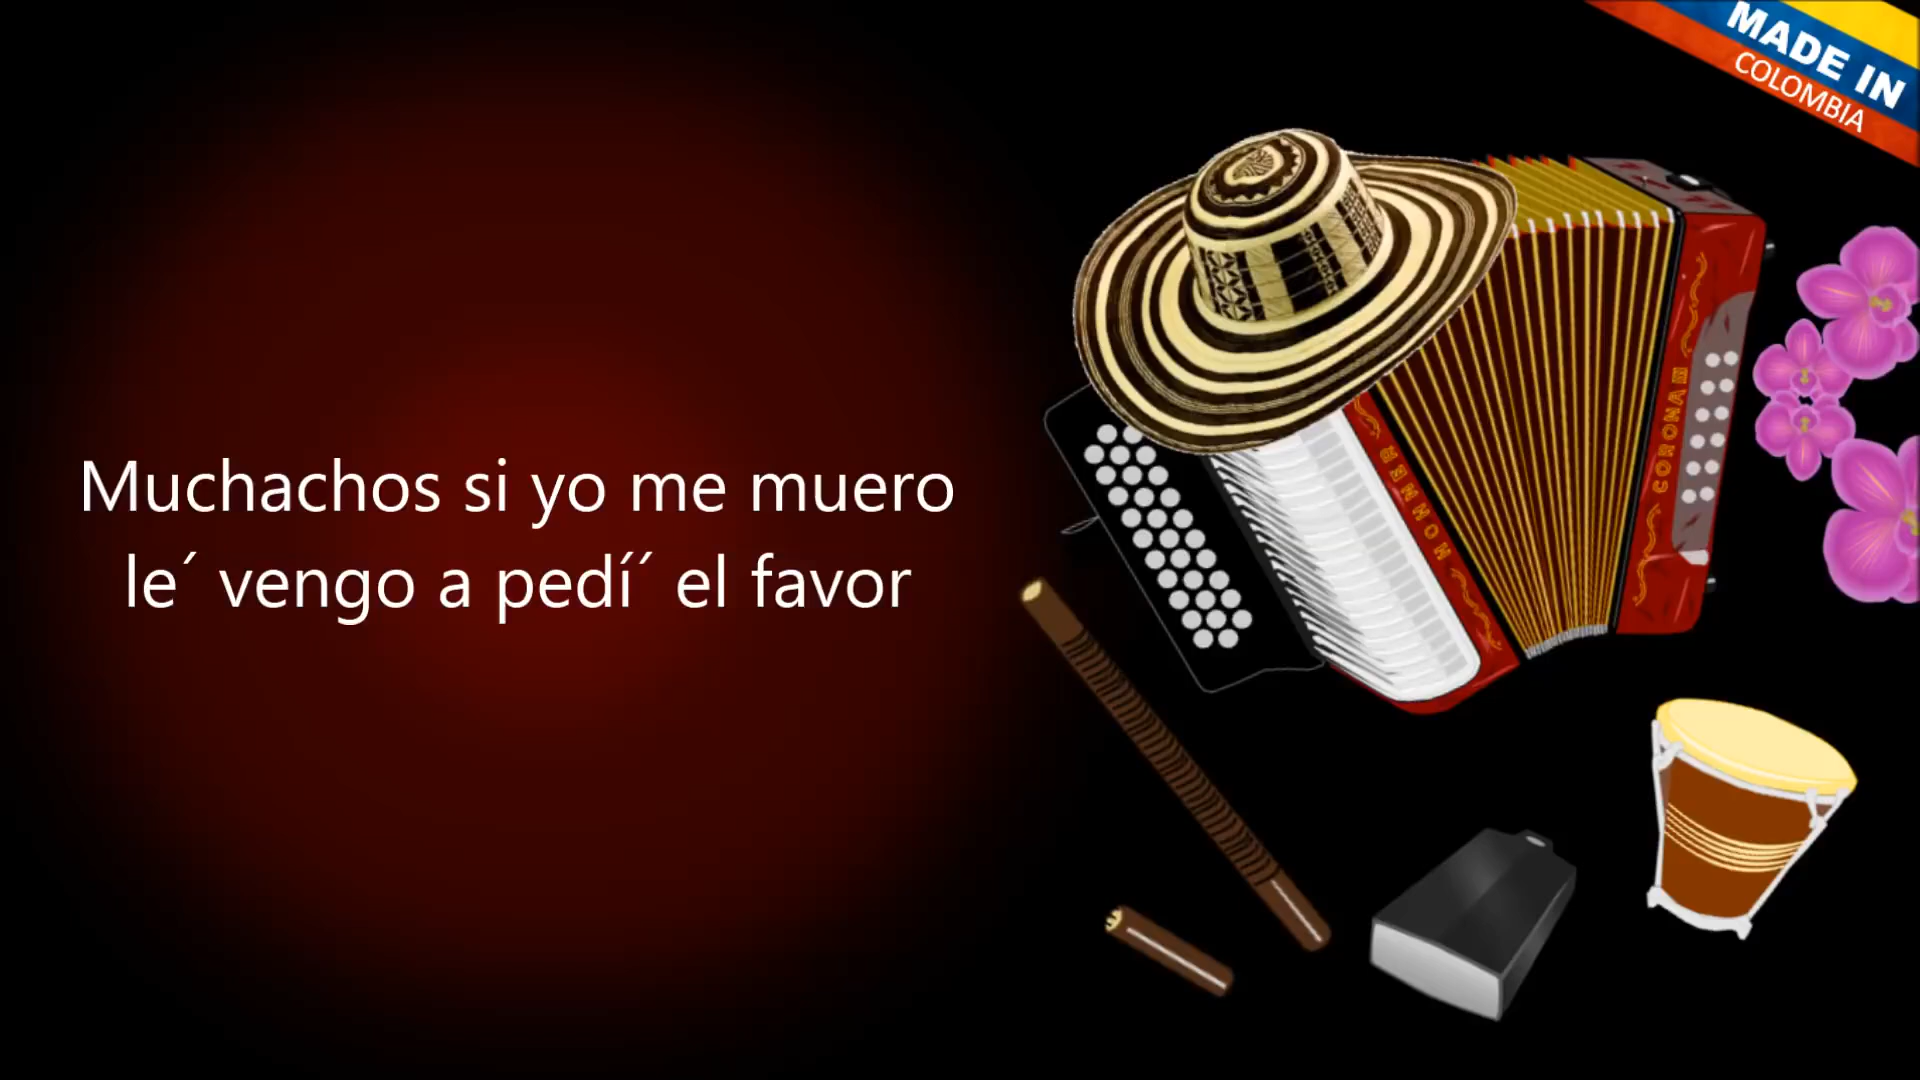 MADE IN
COLOMBIA
Muchachos si yo me muero
le´ vengo a pedí´ el favor
HOHNER
CORONA III